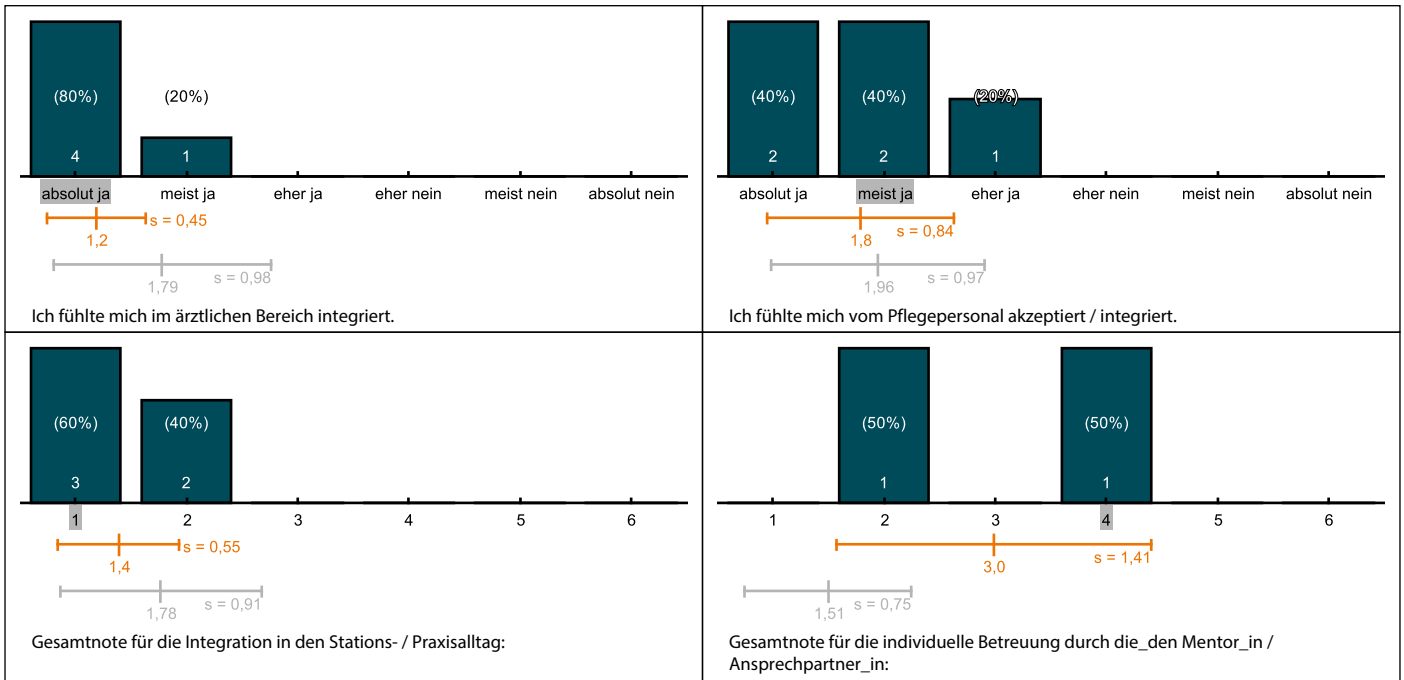 (80%) (20%)
4 1
absolut ja meist ja eher ja eher nein meist nein absolut nein
s = 0,45
1,2
s = 0,98
1,79
Ich fühlte mich im ärztlichen Bereich integriert.
(40%) (40%) (20%)
2 2 1
absolut ja meist ja eher ja eher nein meist nein absolut nein
s = 0,84
1,8
s = 0,97
1,96
Ich fühlte mich vom Pflegepersonal akzeptiert / integriert.
(60%) (40%)
3 2
1 2 3 4 5 6
s = 0,55
1,4
s = 0,91
1,78
Gesamtnote für die Integration in den Stations- / Praxisalltag:
(50%) (50%)
1 1
1 2 3 4 5 6
s = 1,41
3,0
s = 0,75
1,51
Gesamtnote für die individuelle Betreuung durch die_den Mentor_in /
Ansprechpartner_in: